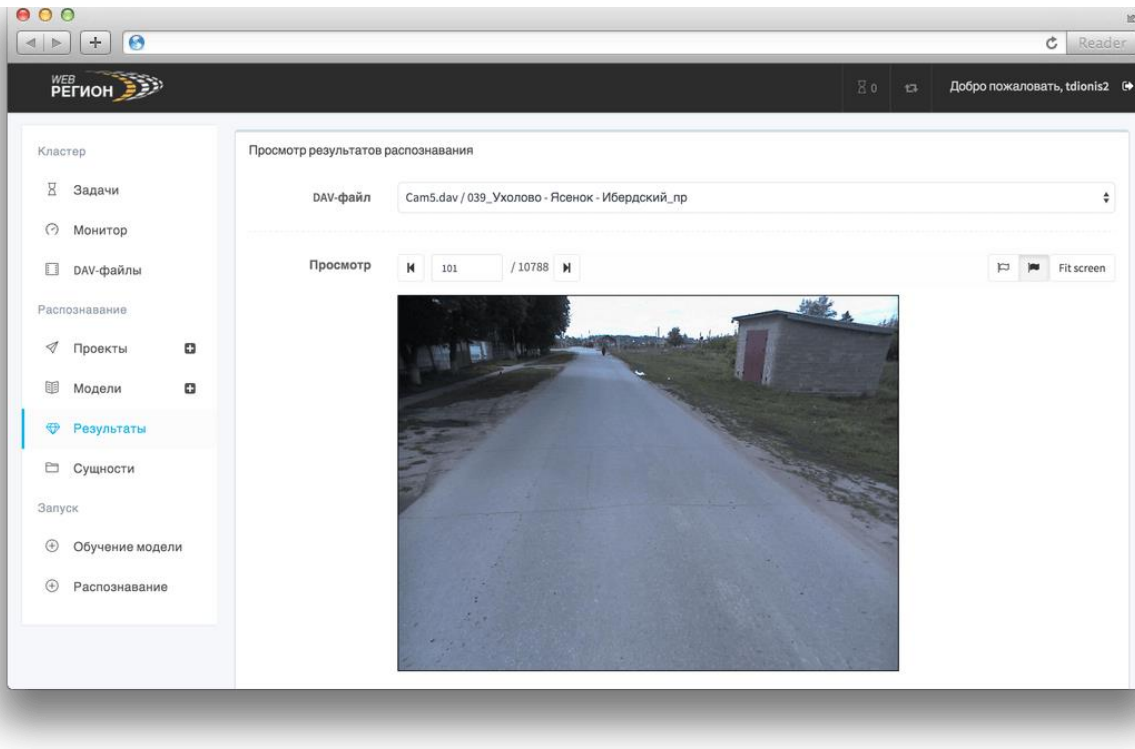 Reader
WEB
РЕГИОН
0
Добро пожаловать, tdionis2
Кластер
Задачи
Монитор
DAV-файлы
Распознавание
Проекты
Модели
Результаты
Сущности
Запуск
Обучение модели
Распознавание
Просмотр результатов распознавания
DAV-файл
Cam5.dav / 039_Ухолово - Ясенок - Ибердский_пр
Просмотр
101
/ 10788
Fit screen